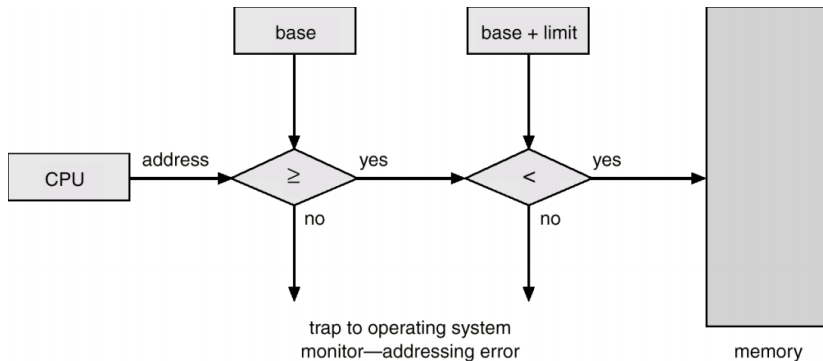 base
base + limit
CPU
address
≥
yes
<
yes
no
no
trap to operating system
monitor—addressing error
memory